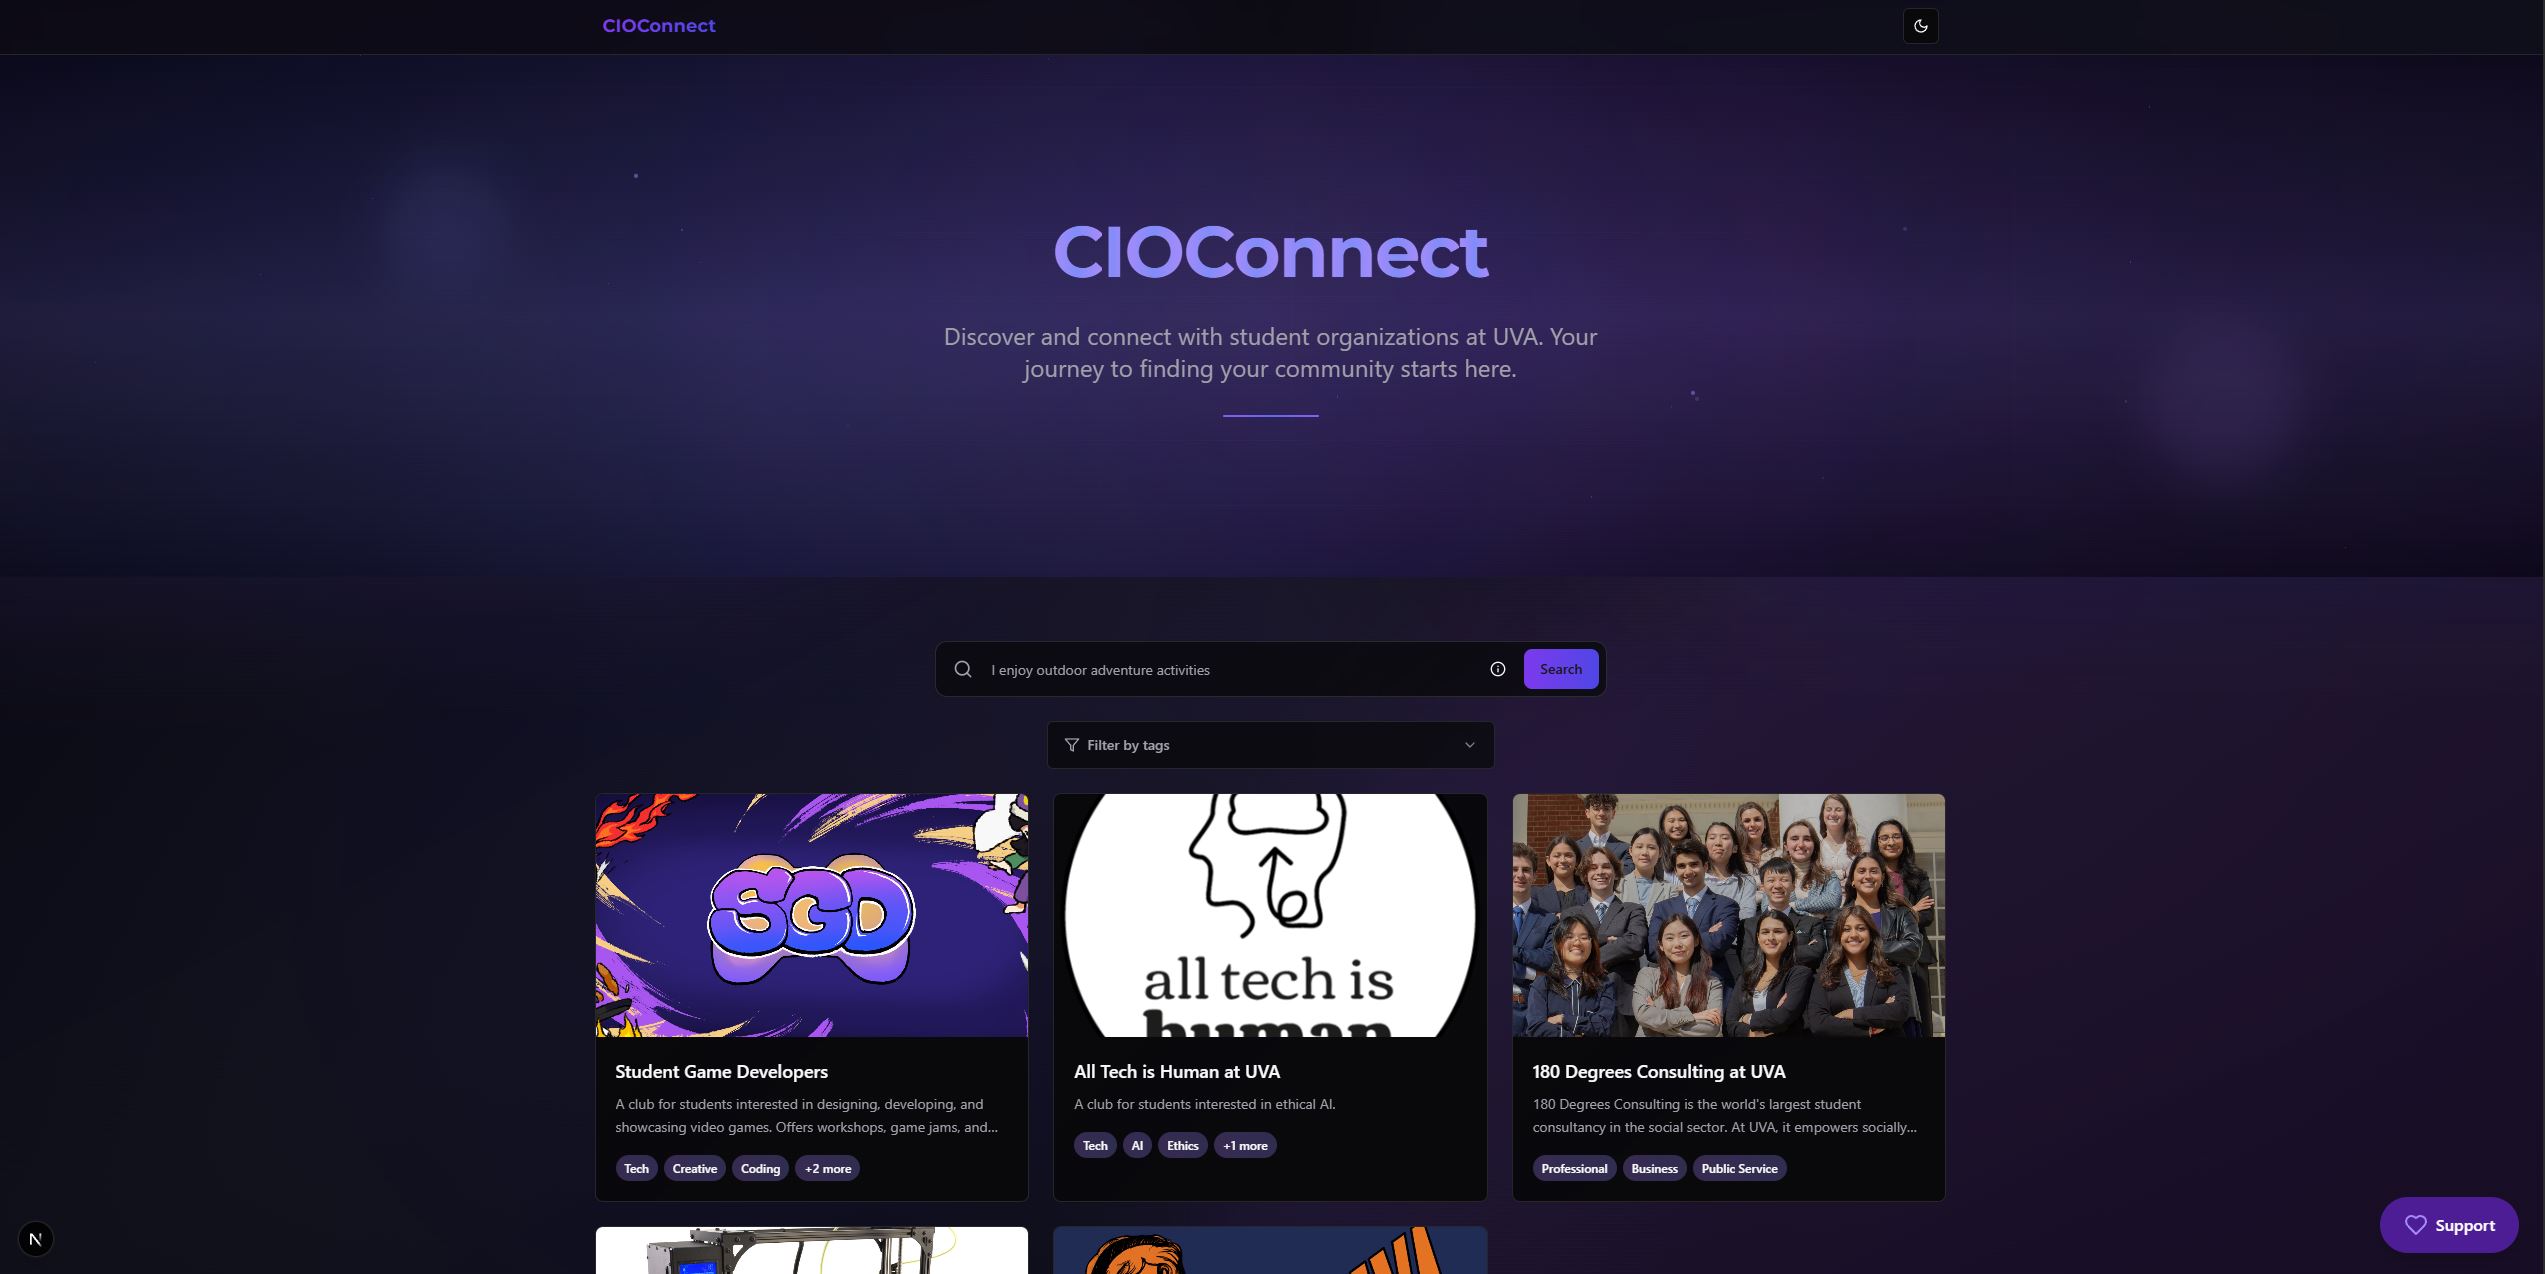 CIOConnect
CIOConnect
Discover and connect with student organizations at UVA. Your
journey to finding your community starts here.
I enjoy outdoor adventure activities
Search
Filter by tags
SGD
all tech is
human
Student Game Developers
A club for students interested in designing, developing, and
showcasing video games. Offers workshops, game jams, and...
Tech
Creative
Coding
+2 more
All Tech is Human at UVA
A club for students interested in ethical AI.
Tech
AI
Ethics
+1 more
180 Degrees Consulting at UVA
180 Degrees Consulting is the world's largest student
consultancy in the social sector. At UVA, it empowers socially...
Professional
Business
Public Service
N
Support